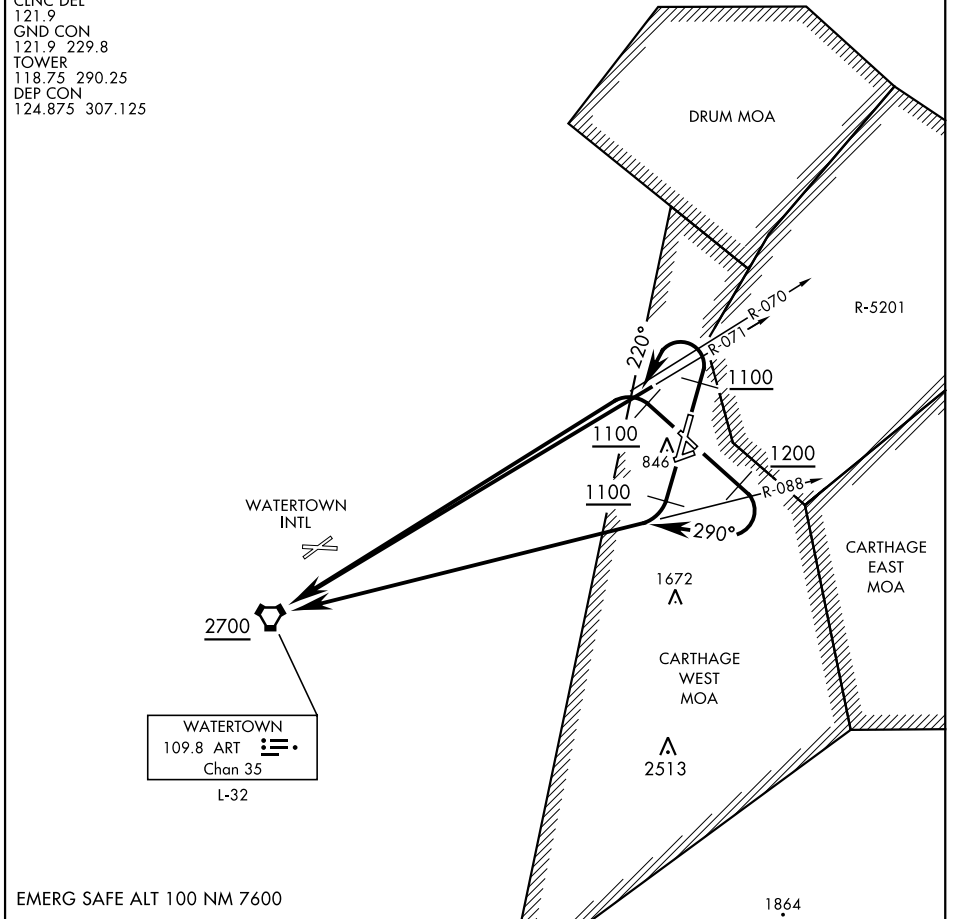 CLNC DEL
121.9
GND CON
121.9 229.8
TOWER
118.75 290.25
DEP CON
124.875 307.125
DRUM MOA
R-070
R-5201
R-071
220°
1100
1100
846
1200
1100
R-088
290°
WATERTOWN
INTL
CARTHAGE
EAST
MOA
1672
2700
CARTHAGE
WEST
MOA
WATERTOWN
109.8 ART
Chan 35
L-32
2513
EMERG SAFE ALT 100 NM 7600
1864